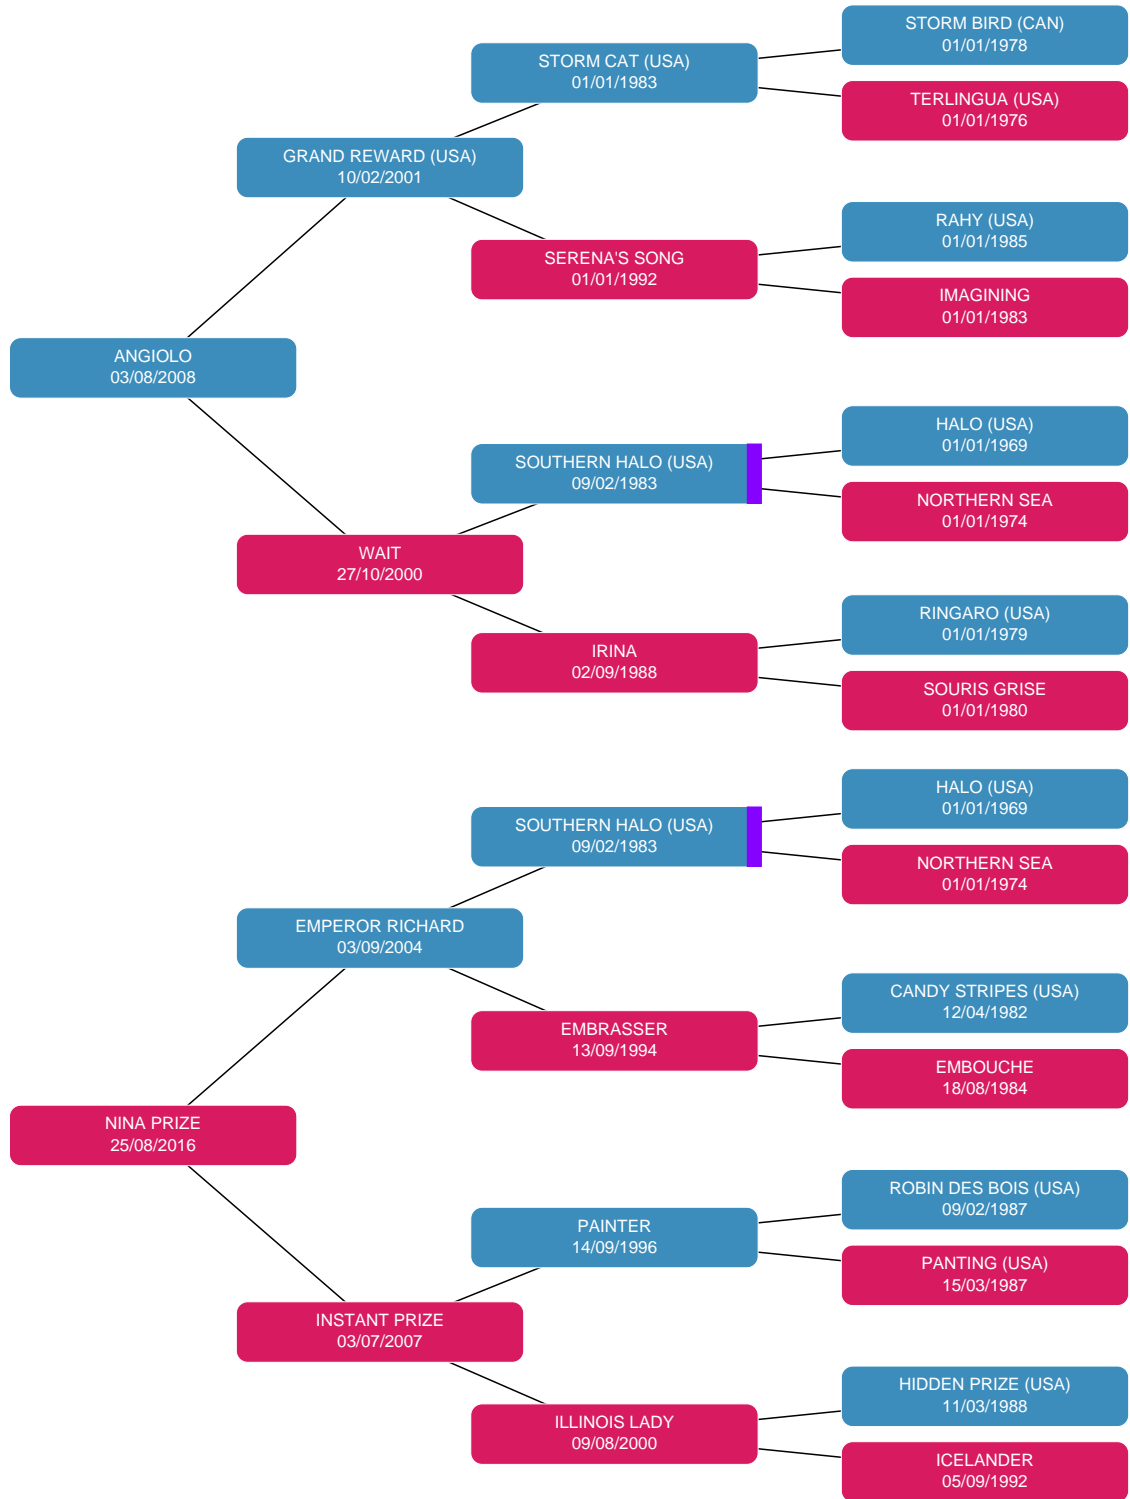 STORM BIRD (CAN)
01/01/1978
STORM CAT (USA)
01/01/1983
TERLINGUA (USA)
01/01/1976
GRAND REWARD (USA)
10/02/2001
RAHY (USA)
01/01/1985
SERENA'S SONG
01/01/1992
IMAGINING
01/01/1983
ANGIOLO
03/08/2008
HALO (USA)
01/01/1969
SOUTHERN HALO (USA)
09/02/1983
NORTHERN SEA
01/01/1974
WAIT
27/10/2000
RINGARO (USA)
01/01/1979
IRINA
02/09/1988
SOURIS GRISE
01/01/1980
HALO (USA)
01/01/1969
SOUTHERN HALO (USA)
09/02/1983
NORTHERN SEA
01/01/1974
EMPEROR RICHARD
03/09/2004
CANDY STRIPES (USA)
12/04/1982
EMBRASSER
13/09/1994
EMBOUCHE
18/08/1984
NINA PRIZE
25/08/2016
ROBIN DES BOIS (USA)
09/02/1987
PAINTER
14/09/1996
PANTING (USA)
15/03/1987
INSTANT PRIZE
03/07/2007
HIDDEN PRIZE (USA)
11/03/1988
ILLINOIS LADY
09/08/2000
ICELANDER
05/09/1992